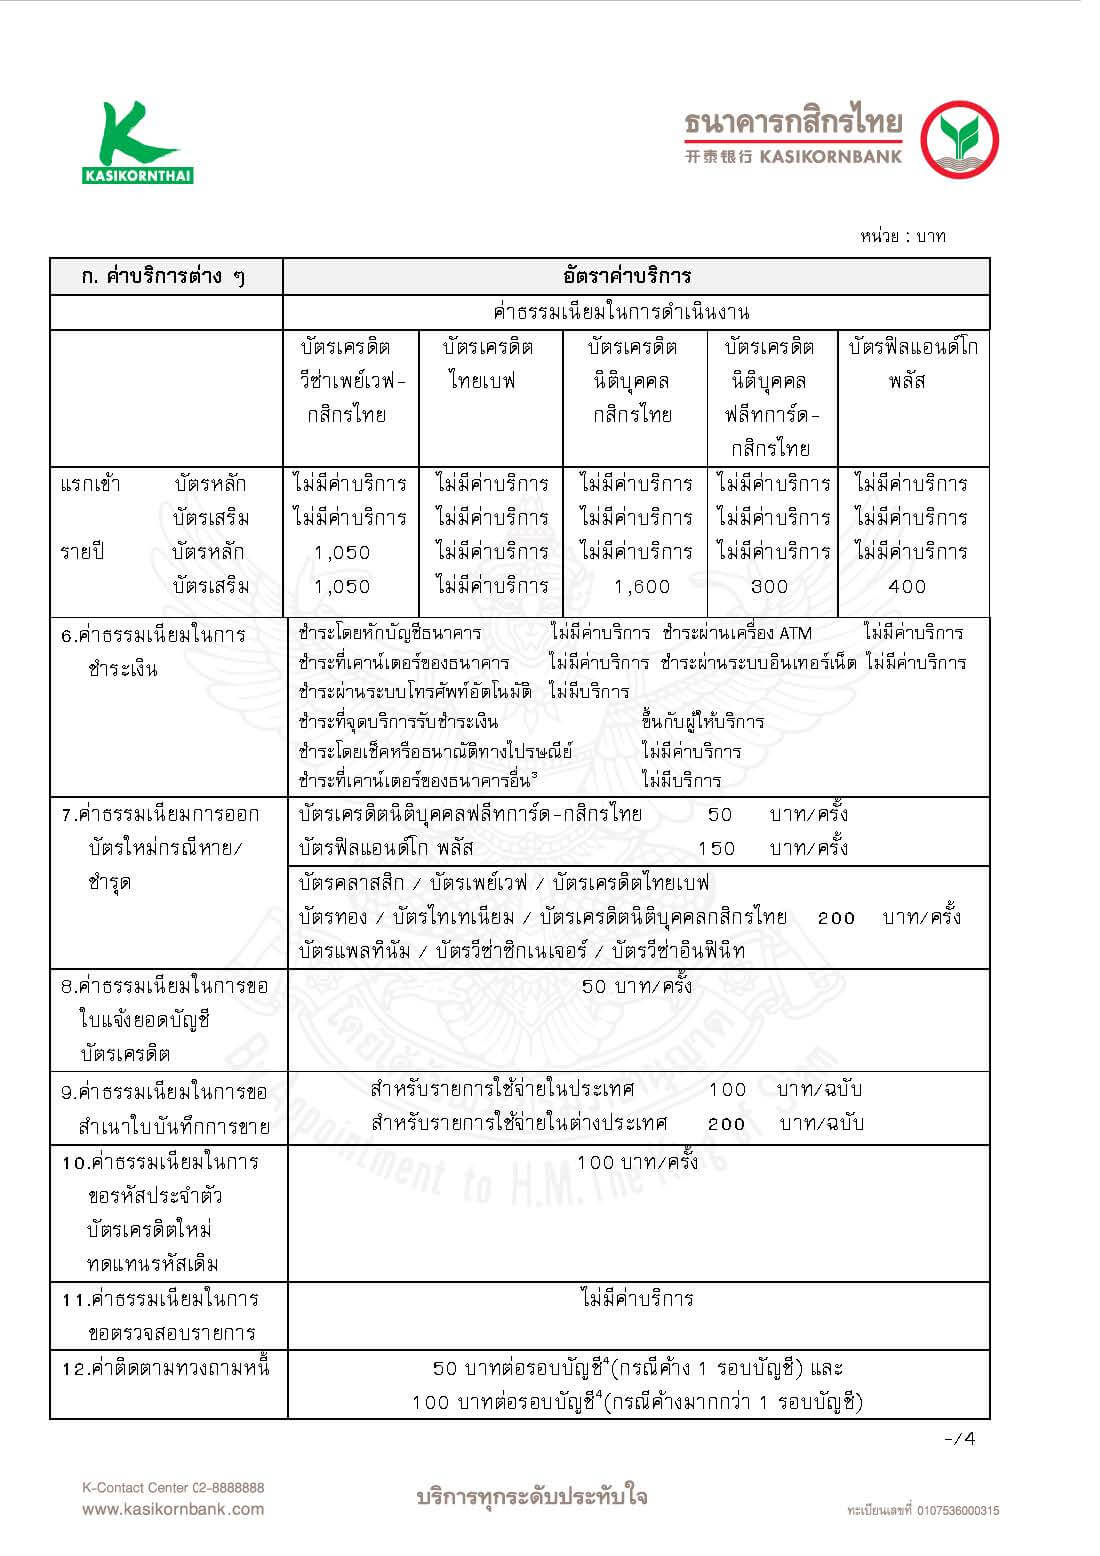 KASIKORNTHAI
ธนาคารกสิกรไทย
开泰银行 KASIKORNBANK
หน่วย : บาท
ก. ค่าบริการต่าง ๆ อัตราค่าบริการ
ค่าธรรมเนียมในการดำเนินงาน
บัตรเครดิต บัตรเครดิต บัตรเครดิต บัตรเครดิต บัตรฟิลแอนด์โก
วีซ่าเพย์เวฟ- ไทยเบฟ นิติบุคคล นิติบุคคล พลัส
กสิกรไทย กสิกรไทย ฟลีทการ์ด-
กสิกรไทย
แรกเข้า บัตรหลัก ไม่มีค่าบริการ ไม่มีค่าบริการ ไม่มีค่าบริการ ไม่มีค่าบริการ ไม่มีค่าบริการ
บัตรเสริม ไม่มีค่าบริการ ไม่มีค่าบริการ ไม่มีค่าบริการ ไม่มีค่าบริการ ไม่มีค่าบริการ
รายปี บัตรหลัก 1,050 ไม่มีค่าบริการ ไม่มีค่าบริการ ไม่มีค่าบริการ ไม่มีค่าบริการ
บัตรเสริม 1,050 ไม่มีค่าบริการ 1,600 300 400
6.ค่าธรรมเนียมในการ
ชำระเงิน
ชำระโดยหักบัญชีธนาคาร ไม่มีค่าบริการ ชำระผ่านเครื่อง ATM ไม่มีค่าบริการ
ชำระที่เคาน์เตอร์ของธนาคาร ไม่มีค่าบริการ ชำระผ่านระบบอินเทอร์เน็ต ไม่มีค่าบริการ
ชำระผ่านระบบโทรศัพท์อัตโนมัติ ไม่มีบริการ
ชำระที่จุดบริการรับชำระเงิน ขึ้นกับผู้ให้บริการ
ชำระโดยเช็คหรือธนาณัติทางไปรษณีย์ ไม่มีค่าบริการ
ชำระที่เคาน์เตอร์ของธนาคารอื่น³ ไม่มีบริการ
7.ค่าธรรมเนียมการออก
บัตรใหม่กรณีหาย/
ชำรุด
บัตรเครดิตนิติบุคคลฟลีทการ์ด-กสิกรไทย 50 บาท/ครั้ง
บัตรฟิลแอนด์โก พลัส 150 บาท/ครั้ง
บัตรคลาสสิก / บัตรเพย์เวฟ / บัตรเครดิตไทยเบฟ
บัตรทอง / บัตรไทเทเนียม / บัตรเครดิตนิติบุคคลกสิกรไทย 200 บาท/ครั้ง
บัตรแพลทินัม / บัตรวีซ่าซิกเนเจอร์ / บัตรวีซ่าอินฟินิท
8.ค่าธรรมเนียมในการขอ
ใบแจ้งยอดบัญชี
บัตรเครดิต
50 บาท/ครั้ง
9.ค่าธรรมเนียมในการขอ
สำเนาใบบันทึกการขาย
สำหรับรายการใช้จ่ายในประเทศ 100 บาท/ฉบับ
สำหรับรายการใช้จ่ายในต่างประเทศ 200 บาท/ฉบับ
10.ค่าธรรมเนียมในการ
ขอรหัสประจำตัว
บัตรเครดิตใหม่
ทดแทนรหัสเดิม
100 บาท/ครั้ง
11.ค่าธรรมเนียมในการ
ขอตรวจสอบรายการ
ไม่มีค่าบริการ
12.ค่าติดตามทวงถามหนี้
50 บาทต่อรอบบัญชี⁴(กรณีค้าง 1 รอบบัญชี) และ
100 บาทต่อรอบบัญชี⁴(กรณีค้างมากกว่า 1 รอบบัญชี)
By Appointment to H.M. The King of Siam
-/4
K-Contact Center 02-8888888
www.kasikornbank.com
บริการทุกระดับประทับใจ
ทะเบียนเลขที่ 0107536000315